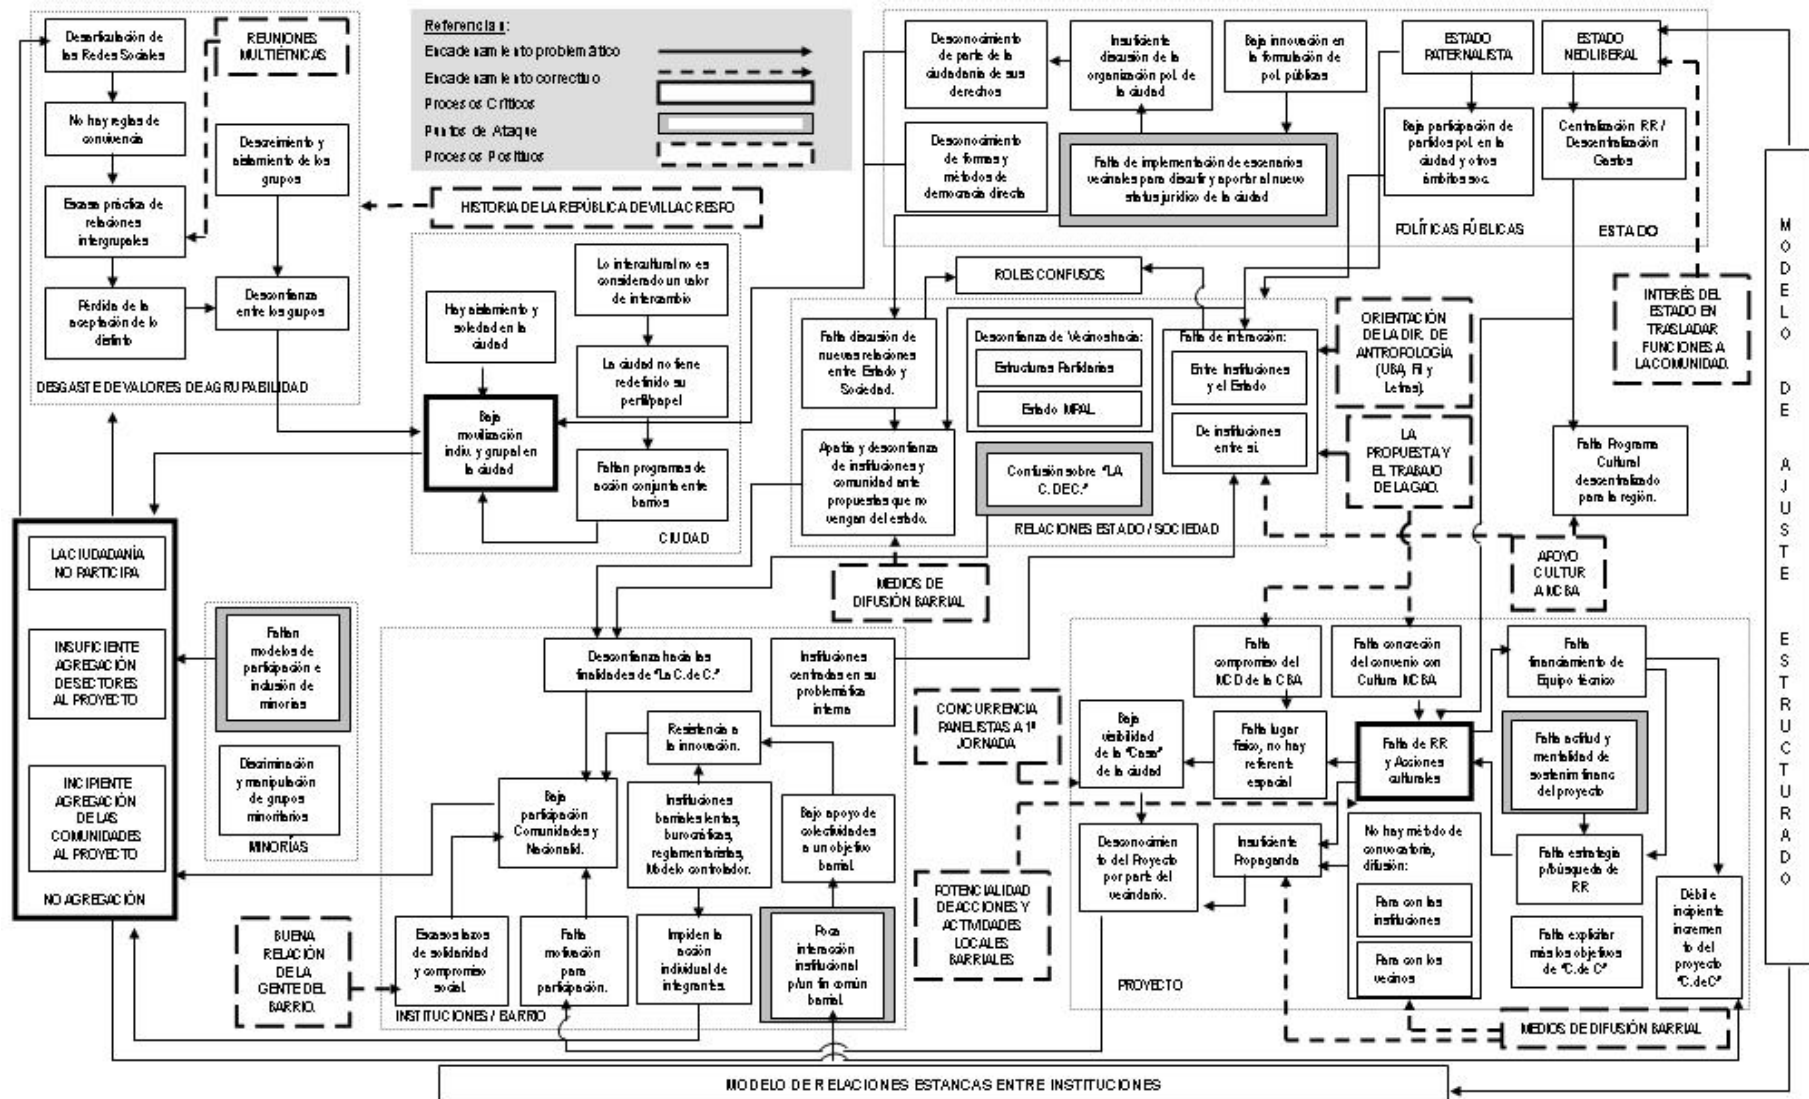 Desarticulación de
las Redes Sociales
No hay reglas de
convivencia
Escasa práctica de
relaciones
intergrupales
Pérdida de la
aceptación de lo
distinto
REUNIONES
MULTIÉTNICAS
Descreimiento y
aislamiento de los
grupos
Desconfianza
entre los grupos
DESGASTE DE VALORES DE AGRUPABILIDAD
Referencias:
Encadenamiento problemático
Encadenamiento correctivo
Procesos Críticos
Puntos de Ataque
Procesos Positivos
HISTORIA DE LA REPÚBLICA DE VILLA CRESPO
Desconocimiento
de parte de la
ciudadanía de sus
derechos
Insuficiente
discusión de la
organización pol. de
la ciudad
Baja innovación en
la formulación de
pol. públicas
ESTADO
PATERNALISTA
ESTADO
NEOLIBERAL
Desconocimiento
de formas y
métodos de
democracia directa
Falta de implementación de escenarios
vecinales para discutir y aportar al nuevo
status jurídico de la ciudad
Baja participación de
partidos pol. en la
ciudad y otros
ámbitos soc.
Centralización RR /
Descentralización
Gastos
POLÍTICAS PÚBLICAS
ESTADO
MODELO DE AJUSTE ESTRUCTURADO
Hay aislamiento y
soledad en la
ciudad
Lo intercultural no es
considerado un valor
de intercambio
La ciudad no tiene
redefinido su
perfil/papel
Baja
movilización
indiv. y grupal en
la ciudad
Faltan programas de
acción conjunta entre
barrios
CIUDAD
ROLES CONFUSOS
Falta discusión de
nuevas relaciones
entre Estado y
Sociedad.
Desconfianza de Vecinos hacia:
Estructuras Partidarias
Estado MPAL
Falta de interacción:
Entre Instituciones
y el Estado
De instituciones
entre sí.
Apatía y desconfianza
de instituciones y
comunidad ante
propuestas que no
vengan del estado.
Confusión sobre "LA
C. DE C."
RELACIONES ESTADO / SOCIEDAD
ORIENTACIÓN
DE LA DIR. DE
ANTROPOLOGÍA
(UBA, Fil y
Letras).
LA
PROPUESTA Y
EL TRABAJO
DE LA GAO.
INTERÉS DEL
ESTADO EN
TRASLADAR
FUNCIONES A
LA COMUNIDAD.
Falta Programa
Cultural
descentralizado
para la región.
APOYO
CULTUR
A MCBA
MEDIOS DE
DIFUSIÓN BARRIAL
LA CIUDADANÍA
NO PARTICIPA
INSUFICIENTE
AGREGACIÓN
DE SECTORES
AL PROYECTO
INCIPIENTE
AGREGACIÓN
DE LAS
COMUNIDADES
AL PROYECTO
NO AGREGACIÓN
Faltan
modelos de
participación e
inclusión de
minorías
Discriminación
y manipulación
de grupos
minoritarios
MINORÍAS
BUENA
RELACIÓN
DE LA
GENTE DEL
BARRIO.
Desconfianza hacia las
finalidades de "La C. de C."
Instituciones
centradas en su
problemática
interna
Resistencia a
la innovación.
Baja
participación
Comunidades y
Nacionalid.
Instituciones
barriales lentas,
burocráticas,
reglamentaristas,
Modelo controlador.
Bajo apoyo de
colectividades
a un objetivo
barrial.
Escasos lazos
de solidaridad
y compromiso
social.
Falta
motivación
para
participación.
Impiden la
acción
individual de
integrantes.
Poca
interacción
institucional
p/un fin común
barrial.
INSTITUCIONES / BARRIO
CONCURRENCIA
PANELISTAS A 1ª
JORNADA
POTENCIALIDAD
DE ACCIONES Y
ACTIVIDADES
LOCALES
BARRIALES
Falta
compromiso del
MCD de la CBA
Falta concreción
del convenio con
Cultura MCBA
Falta
financiamiento de
Equipo técnico
Baja
visibilidad
de la "Casa"
de la ciudad
Falta lugar
físico, no hay
referente
espacial
Falta de RR
y Acciones
culturales
Falta actitud y
mentalidad de
sostenim financ
del proyecto
Desconocimien
to del Proyecto
por parte del
vecindario.
Insuficiente
Propaganda
No hay método de
convocatoria,
difusión:
Para con las
instituciones
Para con los
vecinos
Falta estrategia
p/búsqueda de
RR
Falta explicitar
más los objetivos
de "C. de C"
Débil e
incipiente
incremen
to del
proyecto
"C. de C"
PROYECTO
MEDIOS DE DIFUSIÓN BARRIAL
MODELO DE RELACIONES ESTANCAS ENTRE INSTITUCIONES